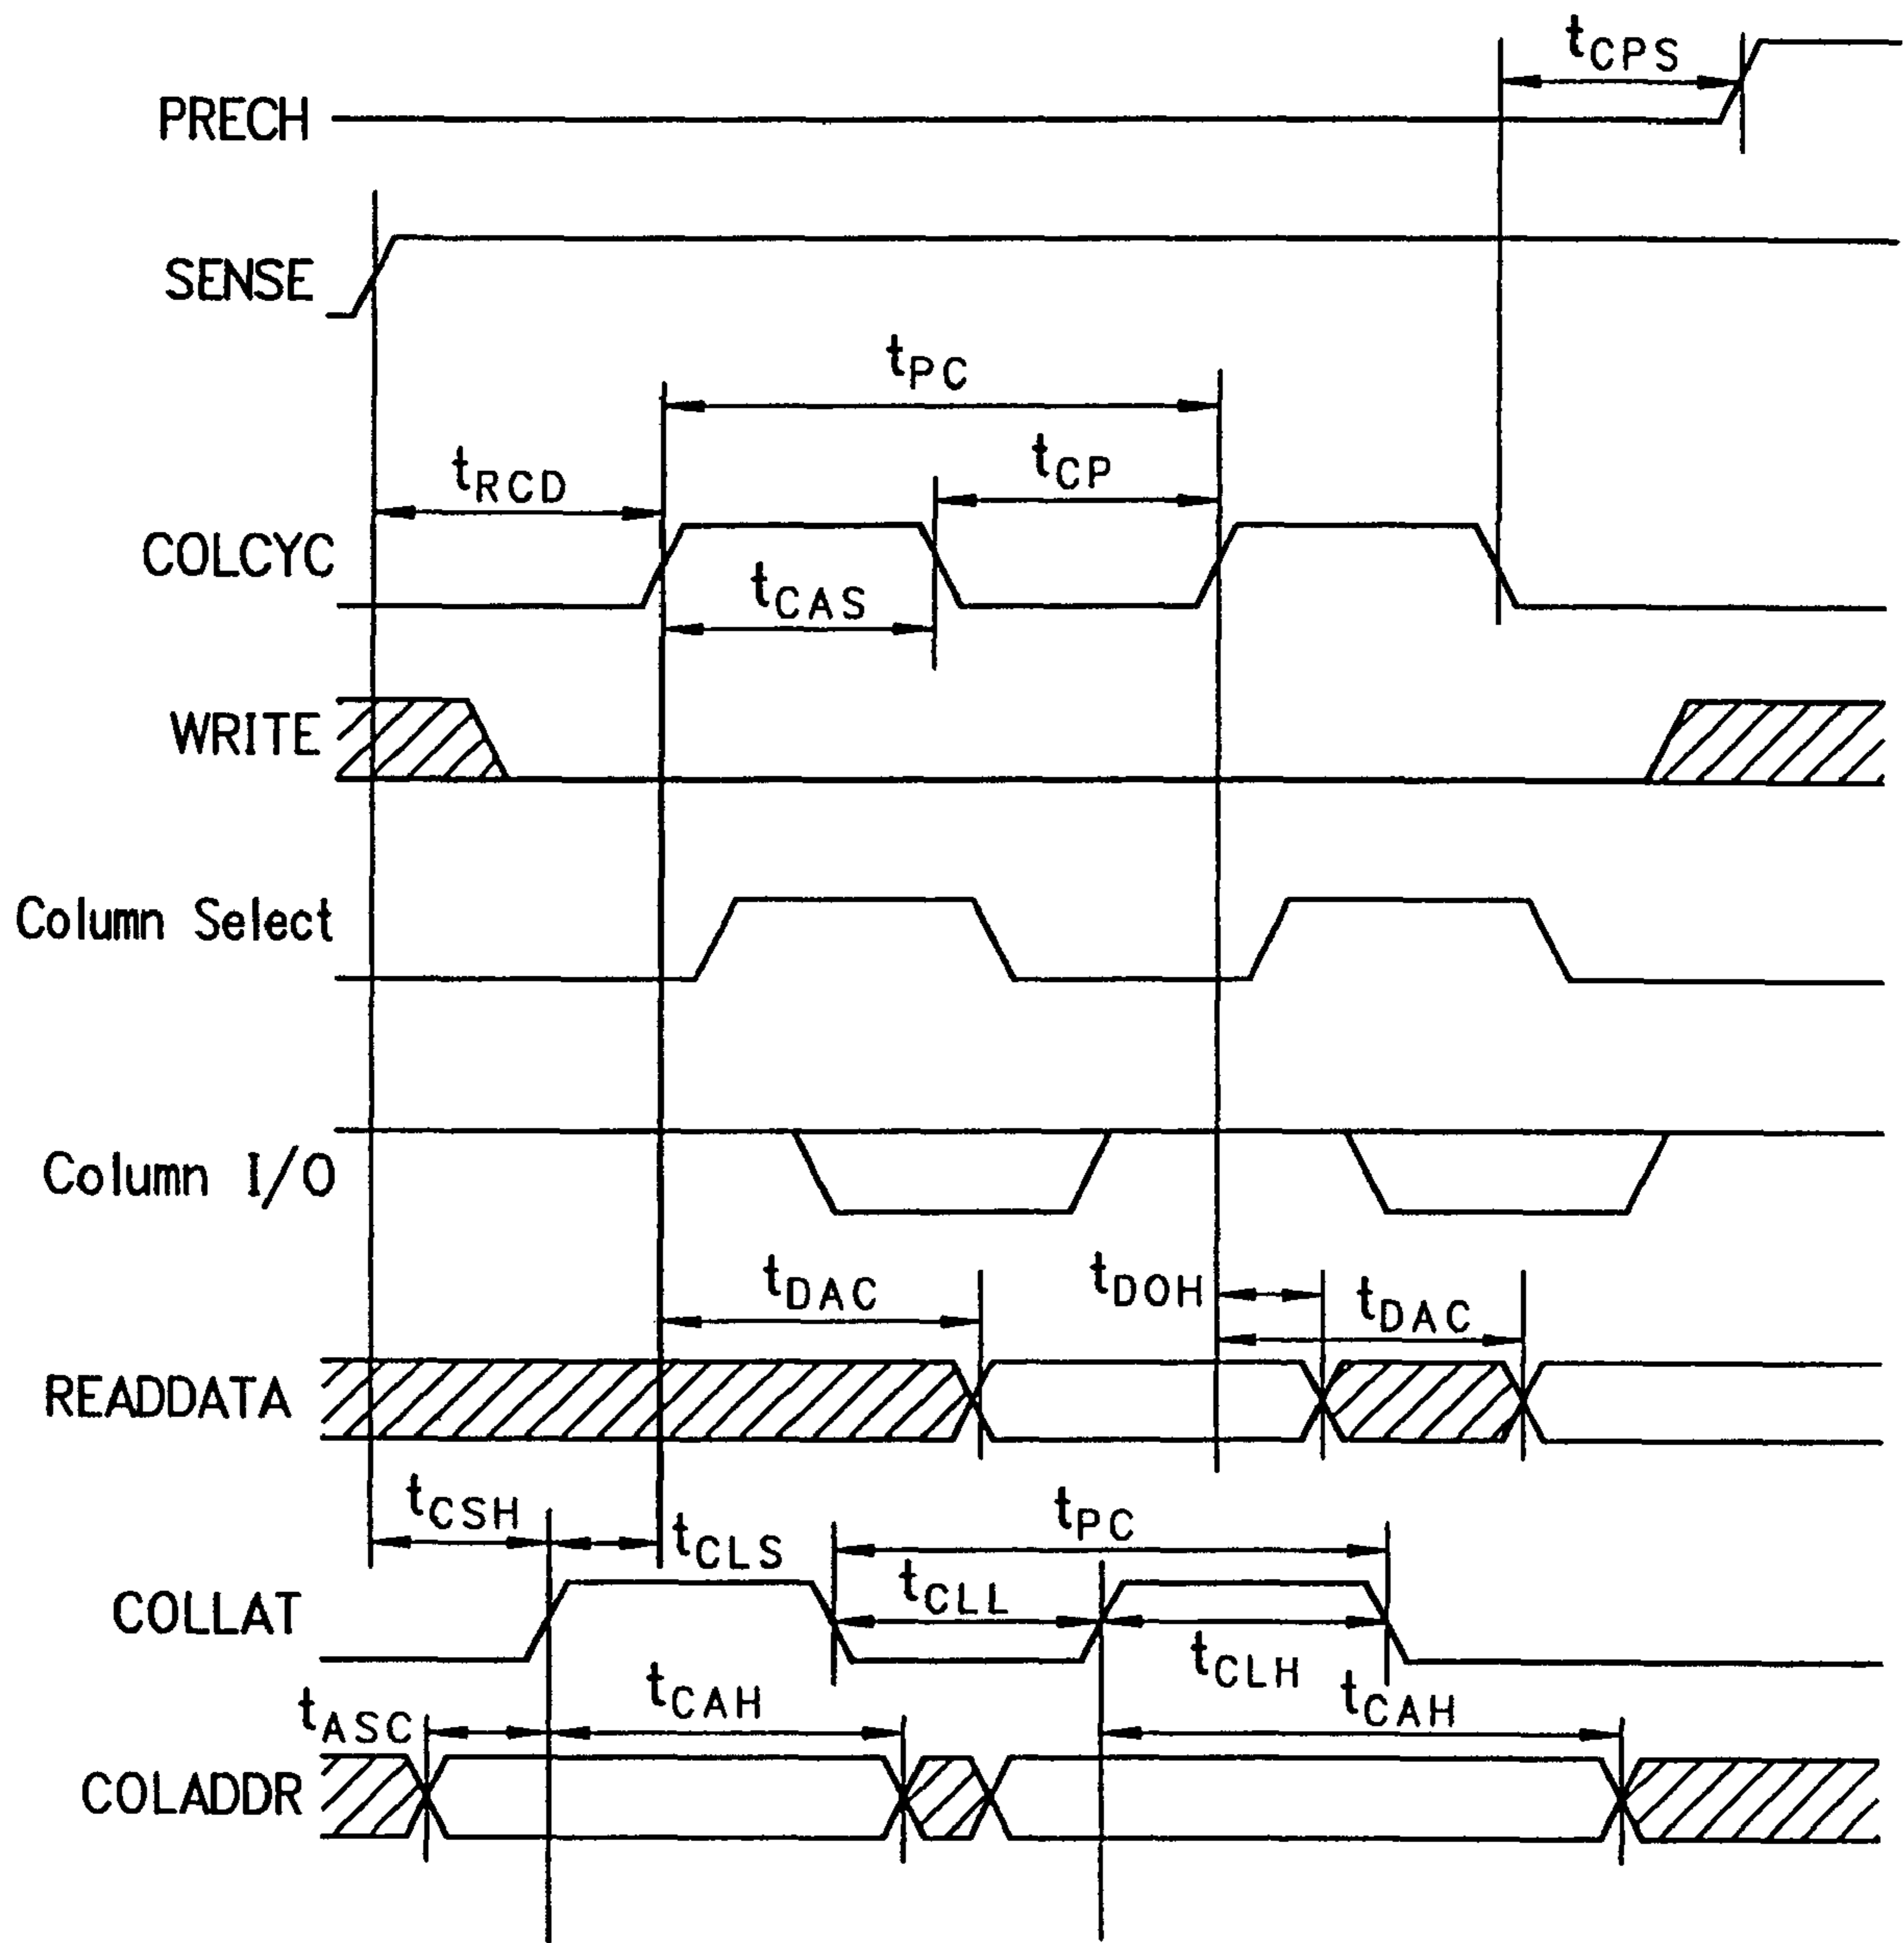 tCPS
PRECH
SENSE
tPC
tRCD
tCP
COLCYC
tCAS
WRITE
Column Select
Column I/O
tDAC
tDOH
tDAC
READDATA
tCSH
tCLS
tPC
COLLAT
tCLL
tCLH
tASC
tCAH
tCAH
COLADDR